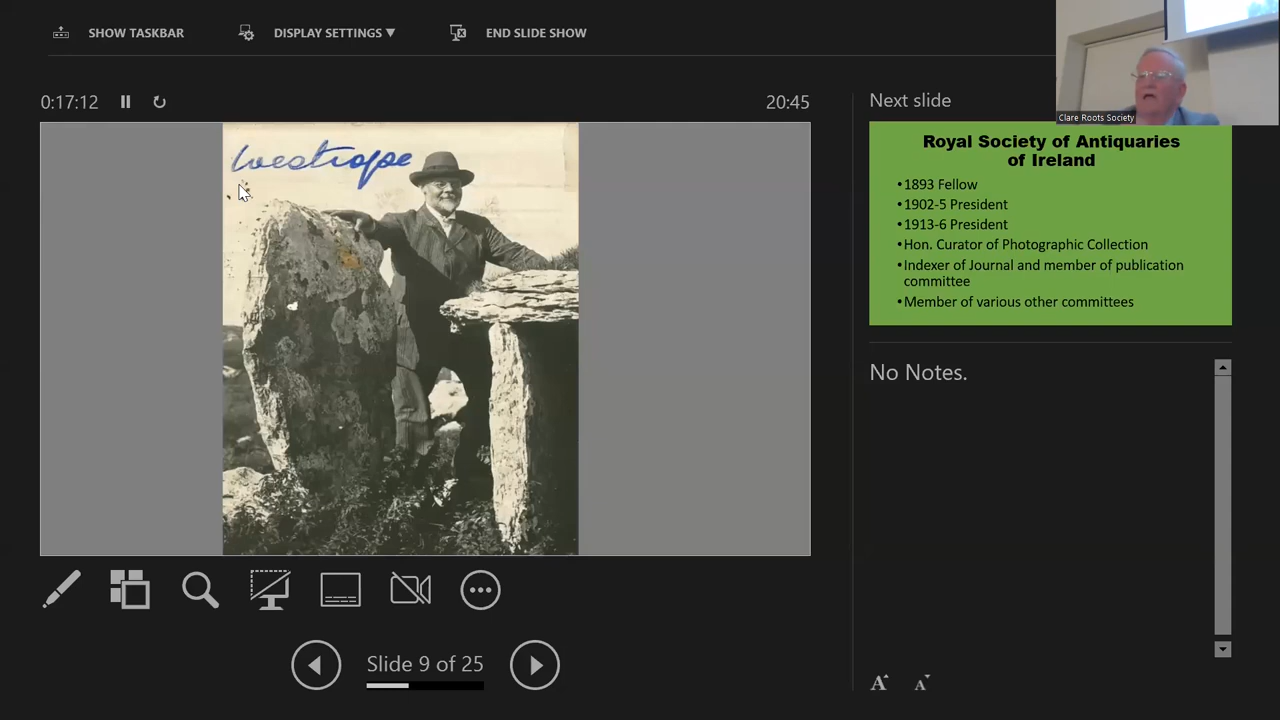 SHOW TASKBAR
DISPLAY SETTINGS ▼
END SLIDE SHOW
0:17:12
20:45
Next slide
Clare Roots Society
westrope
Royal Society of Antiquaries
of Ireland
•1893 Fellow
•1902-5 President
•1913-6 President
•Hon. Curator of Photographic Collection
•Indexer of Journal and member of publication
committee
•Member of various other committees
No Notes.
Slide 9 of 25
A A